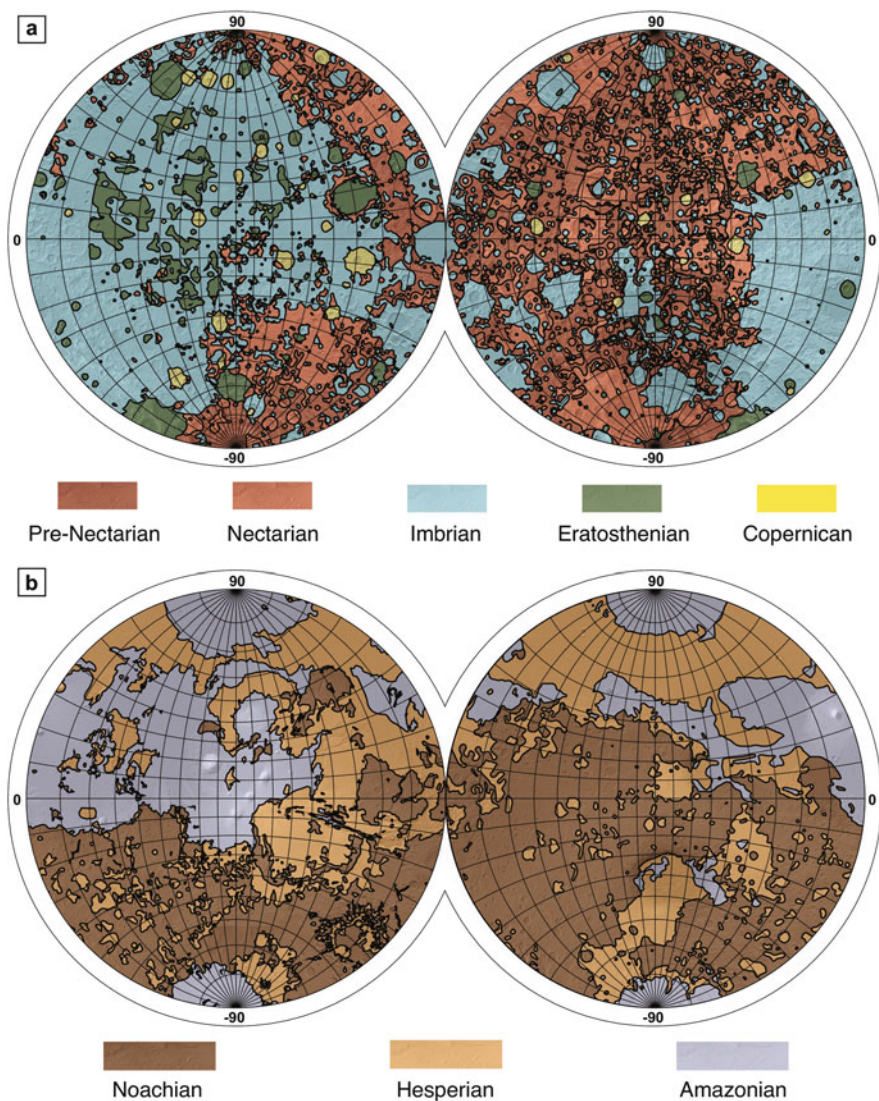 a
90
90
0
0
-90
-90
Pre-Nectarian
Nectarian
Imbrian
Eratosthenian
Copernican
b
90
90
0
0
-90
-90
Noachian
Hesperian
Amazonian